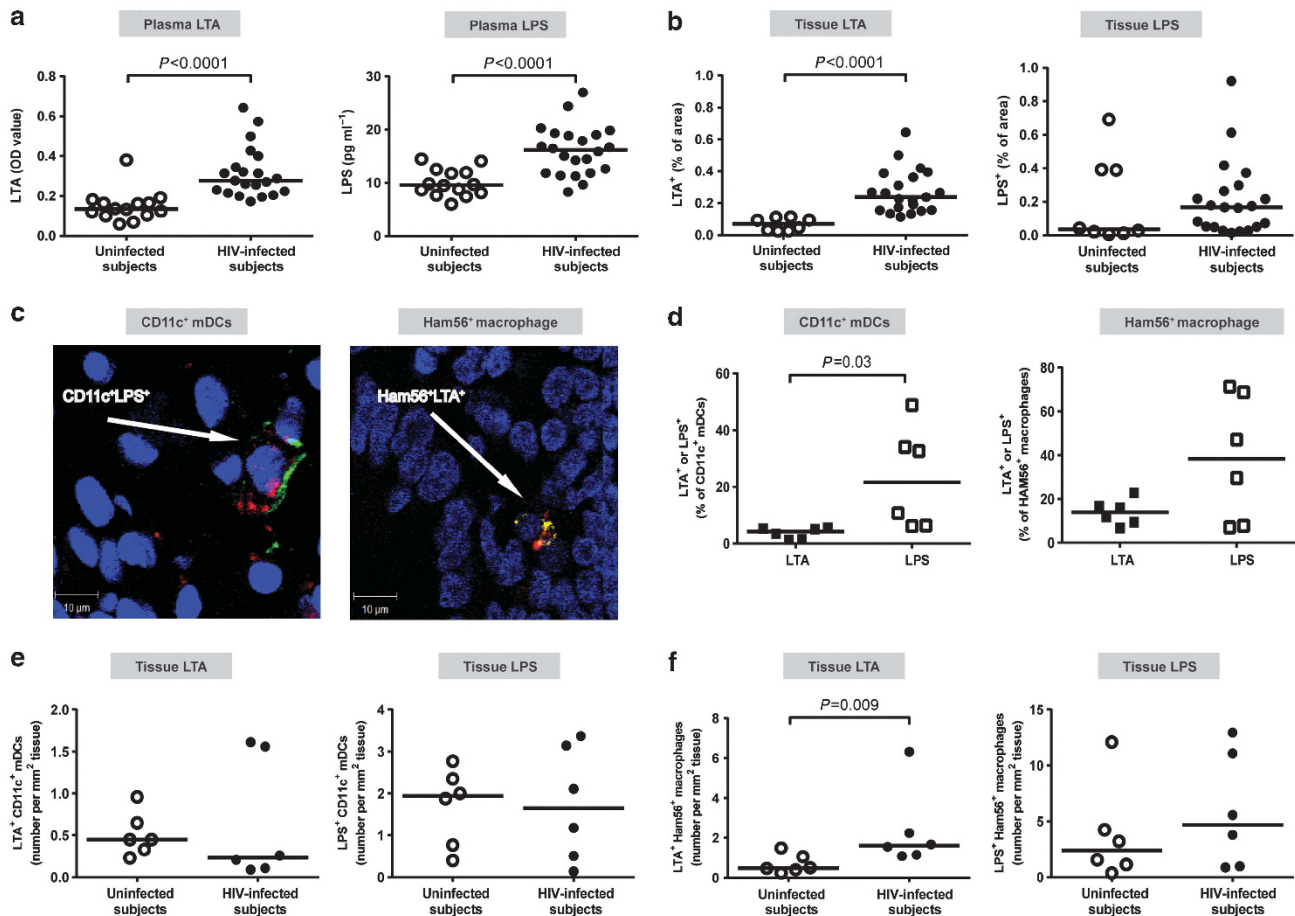 a
Plasma LTA
P<0.0001
LTA (OD value)
0.8
0.6
0.4
0.2
0.0
Uninfected subjects
HIV-infected subjects
Plasma LPS
P<0.0001
LPS (pg ml⁻¹)
30
20
10
0
Uninfected subjects
HIV-infected subjects
b
Tissue LTA
P<0.0001
LTA⁺ (% of area)
1.0
0.8
0.6
0.4
0.2
0.0
Uninfected subjects
HIV-infected subjects
Tissue LPS
LPS⁺ (% of area)
1.0
0.8
0.6
0.4
0.2
0.0
Uninfected subjects
HIV-infected subjects
c
CD11c⁺ mDCs
CD11c⁺LPS⁺
10 μm
Ham56⁺ macrophage
Ham56⁺LTA⁺
10 μm
d
CD11c⁺ mDCs
P=0.03
LTA⁺ or LPS⁺
(% of CD11c⁺ mDCs)
60
40
20
0
LTA
LPS
Ham56⁺ macrophage
LTA⁺ or LPS⁺
(% of HAM56⁺ macrophages)
80
60
40
20
0
LTA
LPS
e
Tissue LTA
LTA⁺ CD11c⁺ mDCs
(number per mm² tissue)
2.0
1.5
1.0
0.5
0.0
Uninfected subjects
HIV-infected subjects
Tissue LPS
LPS⁺ CD11c⁺ mDCs
(number per mm² tissue)
4
3
2
1
0
Uninfected subjects
HIV-infected subjects
f
Tissue LTA
P=0.009
LTA⁺ Ham56⁺ macrophages
(number per mm² tissue)
8
6
4
2
0
Uninfected subjects
HIV-infected subjects
Tissue LPS
LPS⁺ Ham56⁺ macrophages
(number per mm² tissue)
15
10
5
0
Uninfected subjects
HIV-infected subjects